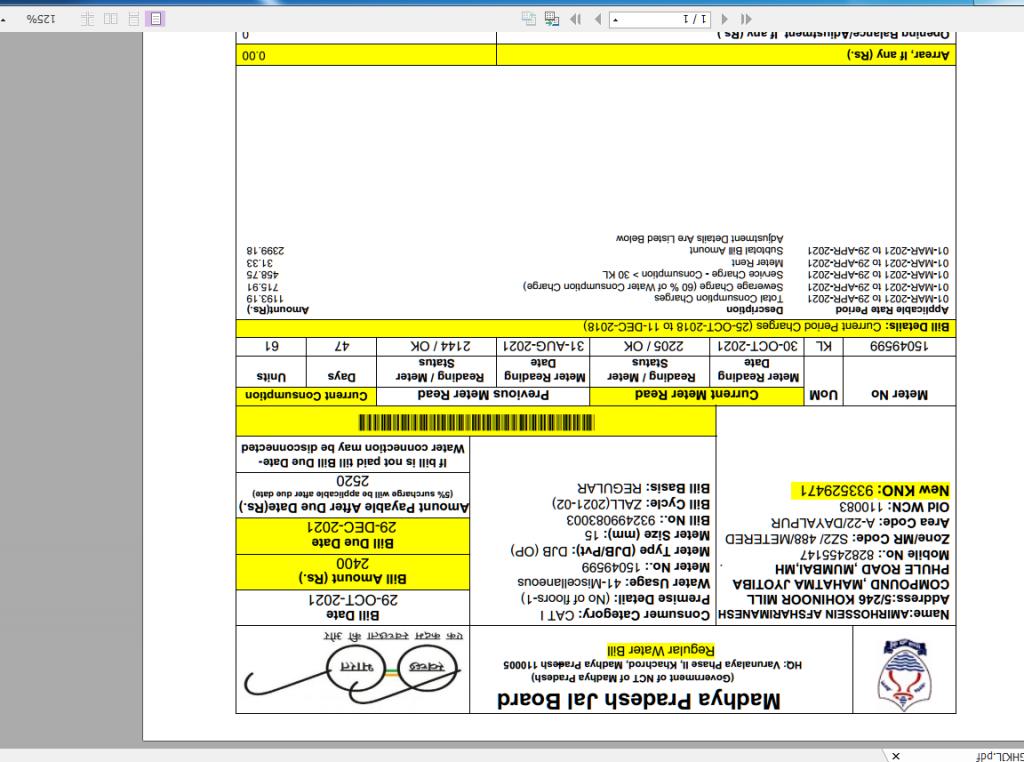 Madhya Pradesh Jal Board
(Government of NCT of Madhya Pradesh)
HQ: Varunalaya Phase II, Khachrod, Madhya Pradesh 110005
Regular Water Bill
स्वच्छ भारत
एक कदम स्वच्छता की ओर
Name:AMIRHOSSEIN AFSHARIMANESH
Address:5/246 KOHINOOR MILL
COMPOUND ,MAHATMA JYOTIBA
PHULE ROAD ,MUMBAI,MH
Mobile No.: 8282455147
Zone/MR Code: SZ2/ 488/METERED
Area Code: A-22/DAYALPUR
Old WCN: 110083
New KNO: 9335529471
Consumer Category: CAT I
Premise Detail: (No of floors-1)
Water Usage: 41-Miscellaneous
Meter No.: 15049599
Meter Type (DJB/Pvt): DJB (OP)
Meter Size (mm): 15
Bill No.: 932499083003
Bill Cycle: ZALL(2021-02)
Bill Basis: REGULAR
Bill Date
29-OCT-2021
Bill Amount (Rs.)
2400
Bill Due Date
29-DEC-2021
Amount Payable After Due Date(Rs.)
(5% surcharge will be applicable after due date)
2520
If bill is not paid till Bill Due Date-
Water connection may be disconnected
Meter No UoM Current Meter Read Previous Meter Read Current Consumption
Meter Reading Date Reading / Meter Status Meter Reading Date Reading / Meter Status Days Units
15049599 KL 30-OCT-2021 2205 / OK 31-AUG-2021 2144 / OK 47 61
Bill Details: Current Period Charges (25-OCT-2018 to 11-DEC-2018)
Applicable Rate Period Description Amount(Rs.)
01-MAR-2021 to 29-APR-2021 Total Consumption Charges 1193.19
01-MAR-2021 to 29-APR-2021 Sewerage Charge (60 % of Water Consumption Charge) 715.91
01-MAR-2021 to 29-APR-2021 Service Charge - Consumption > 30 KL 458.75
01-MAR-2021 to 29-APR-2021 Meter Rent 31.33
01-MAR-2021 to 29-APR-2021 Subtotal Bill Amount 2399.18
Adjustment Details Are Listed Below
Arrear, If any (Rs.) 0.00
Opening Balance/Adjustment, If any (Rs.) 0
1 / 1
125%